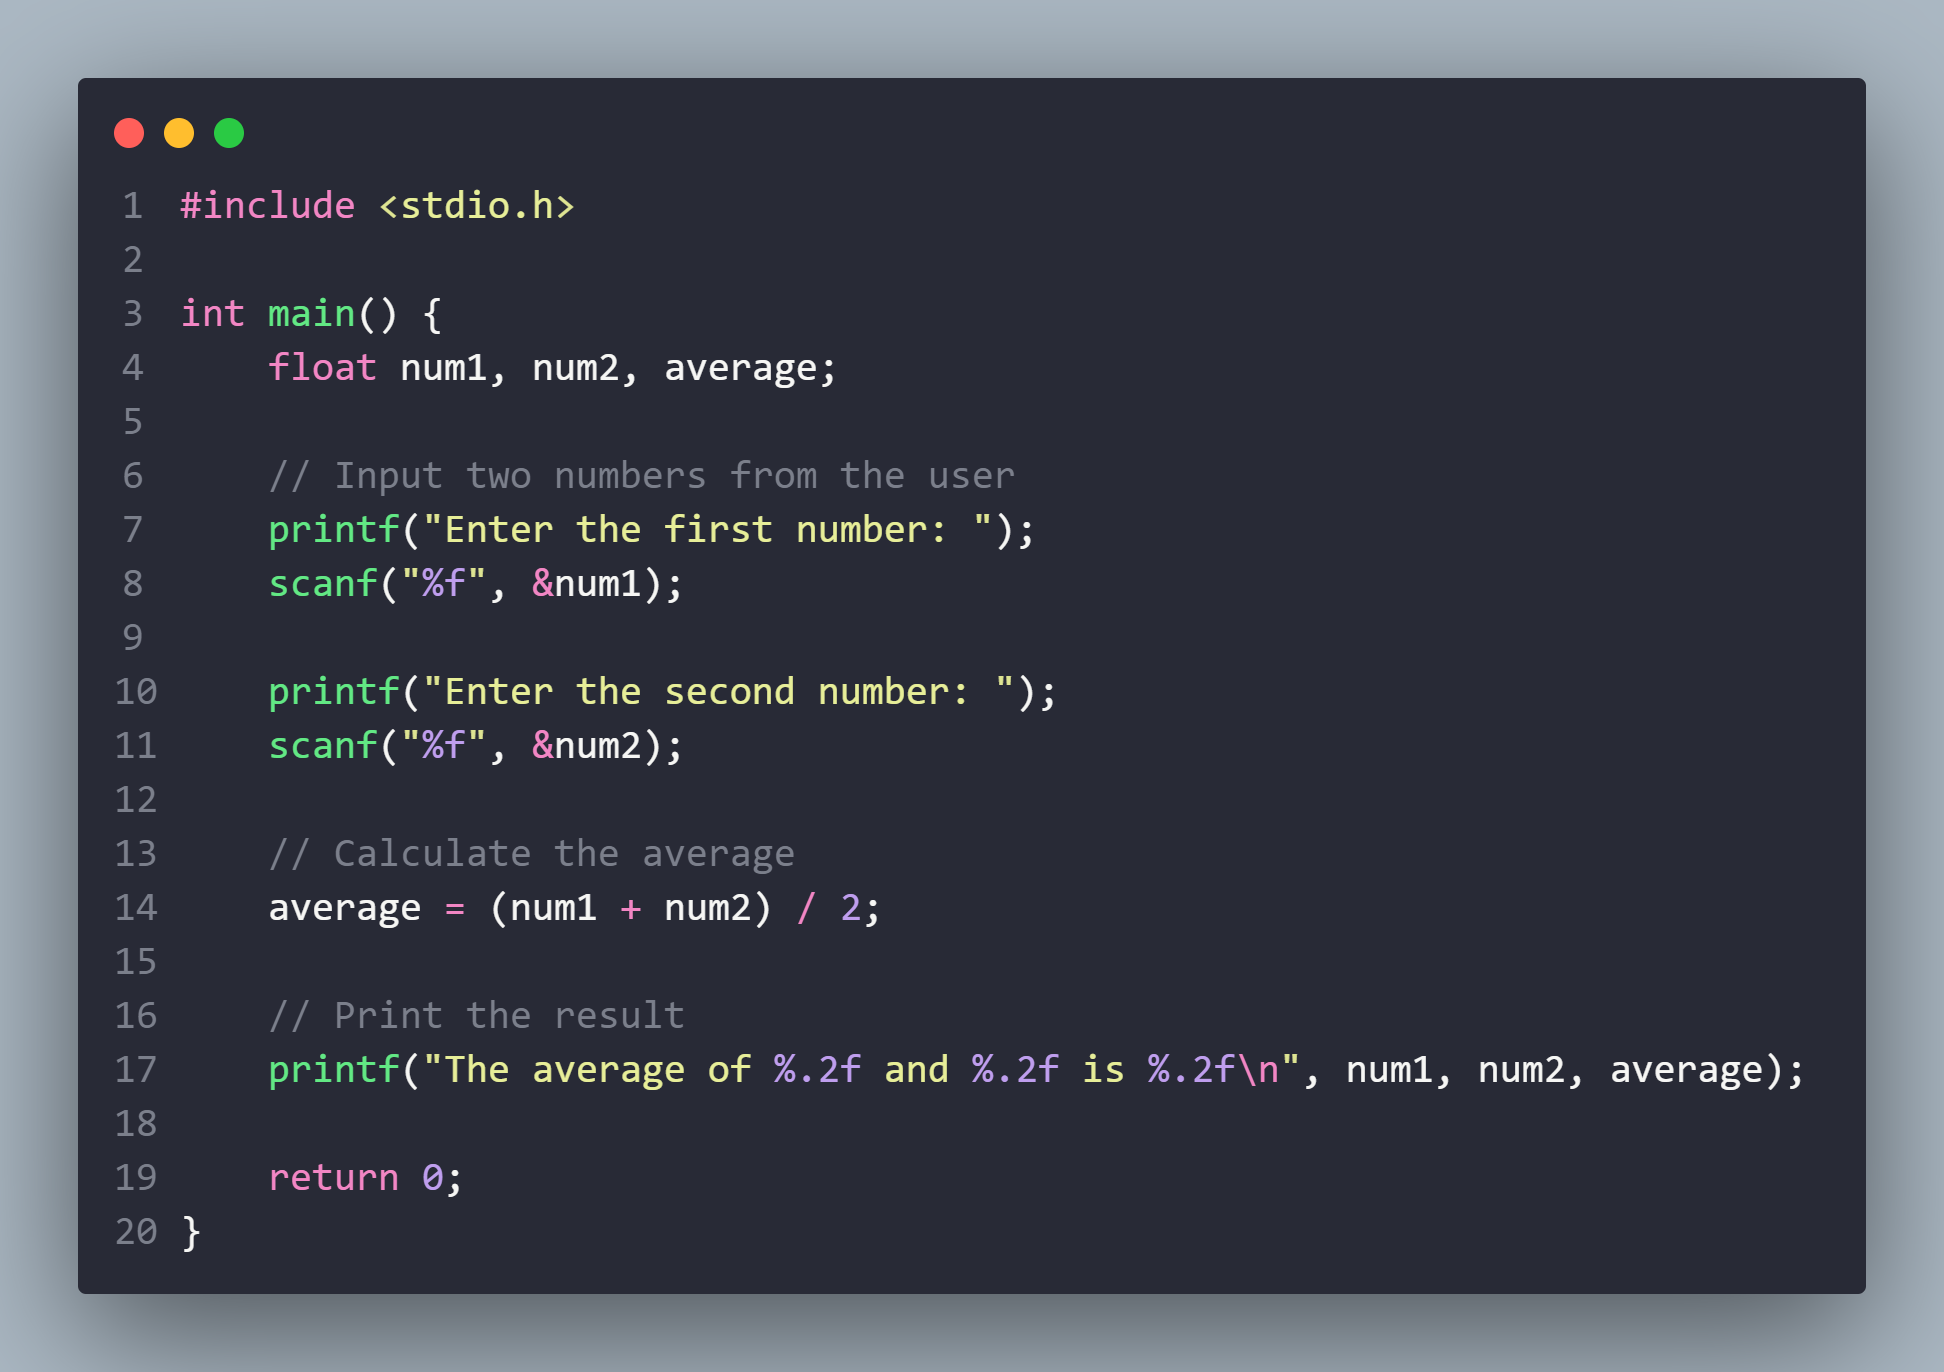 1 #include <stdio.h>
2
3 int main() {
4     float num1, num2, average;
5
6     // Input two numbers from the user
7     printf("Enter the first number: ");
8     scanf("%f", &num1);
9
10     printf("Enter the second number: ");
11     scanf("%f", &num2);
12
13     // Calculate the average
14     average = (num1 + num2) / 2;
15
16     // Print the result
17     printf("The average of %.2f and %.2f is %.2f\n", num1, num2, average);
18
19     return 0;
20 }